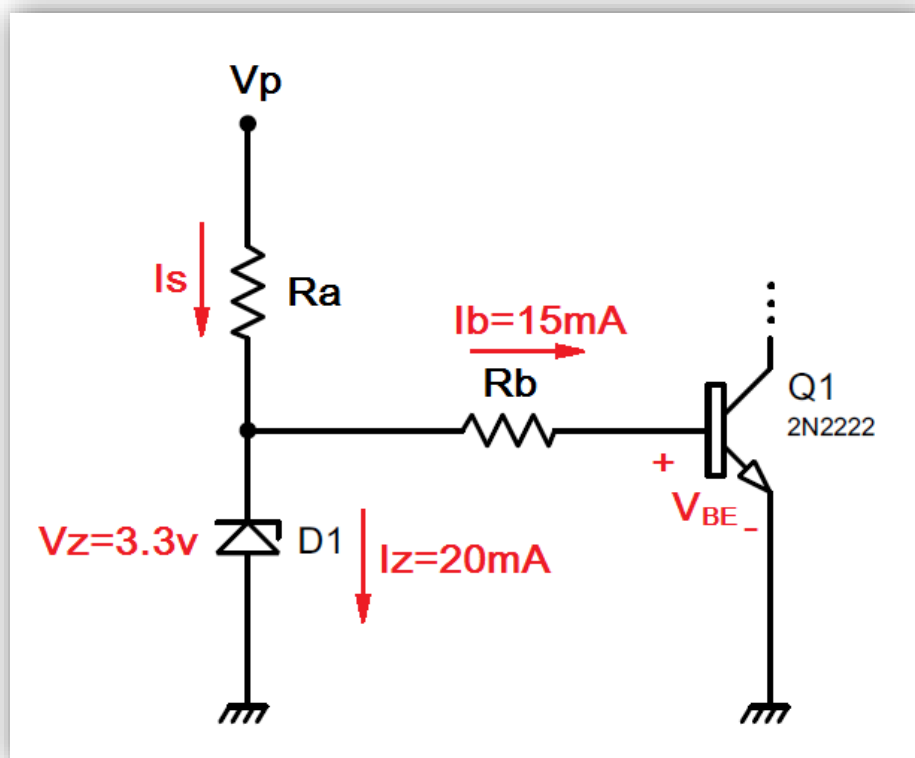 Vp
Is
Ra
Ib=15mA
Rb
Q1
2N2222
+
VBE -
Vz=3.3v
D1
Iz=20mA